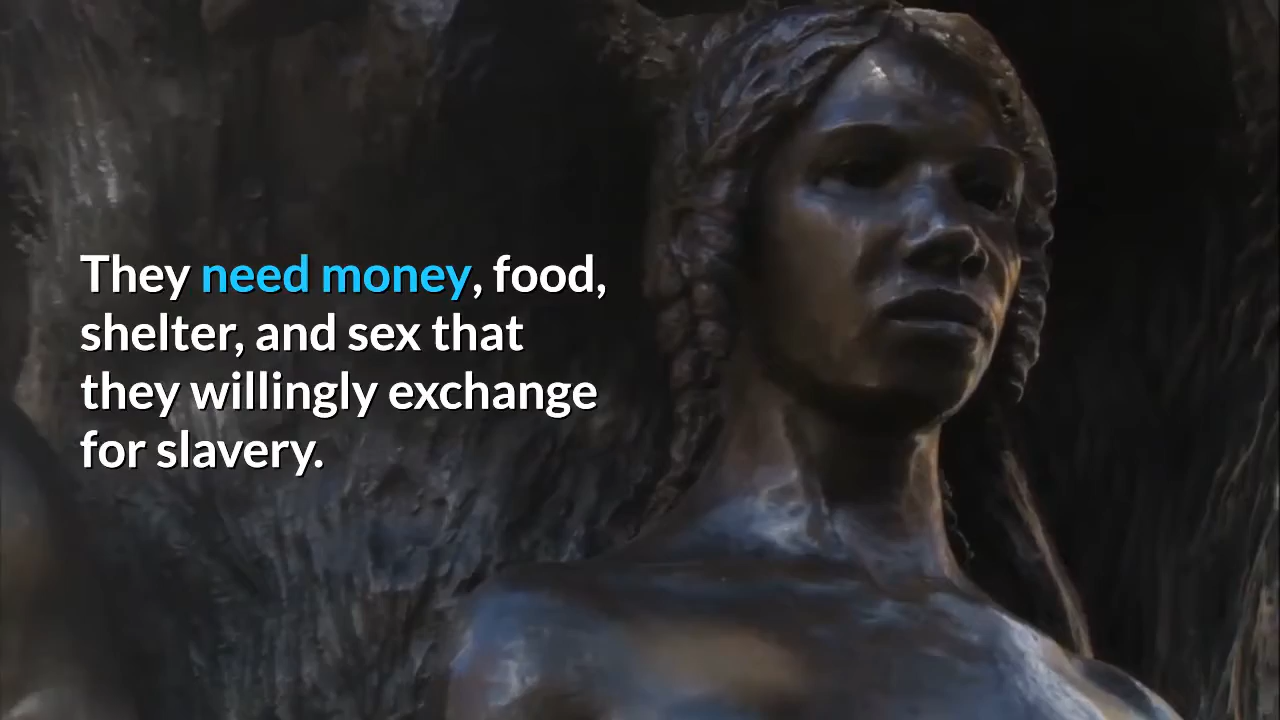 They need money, food,
shelter, and sex that
they willingly exchange
for slavery.